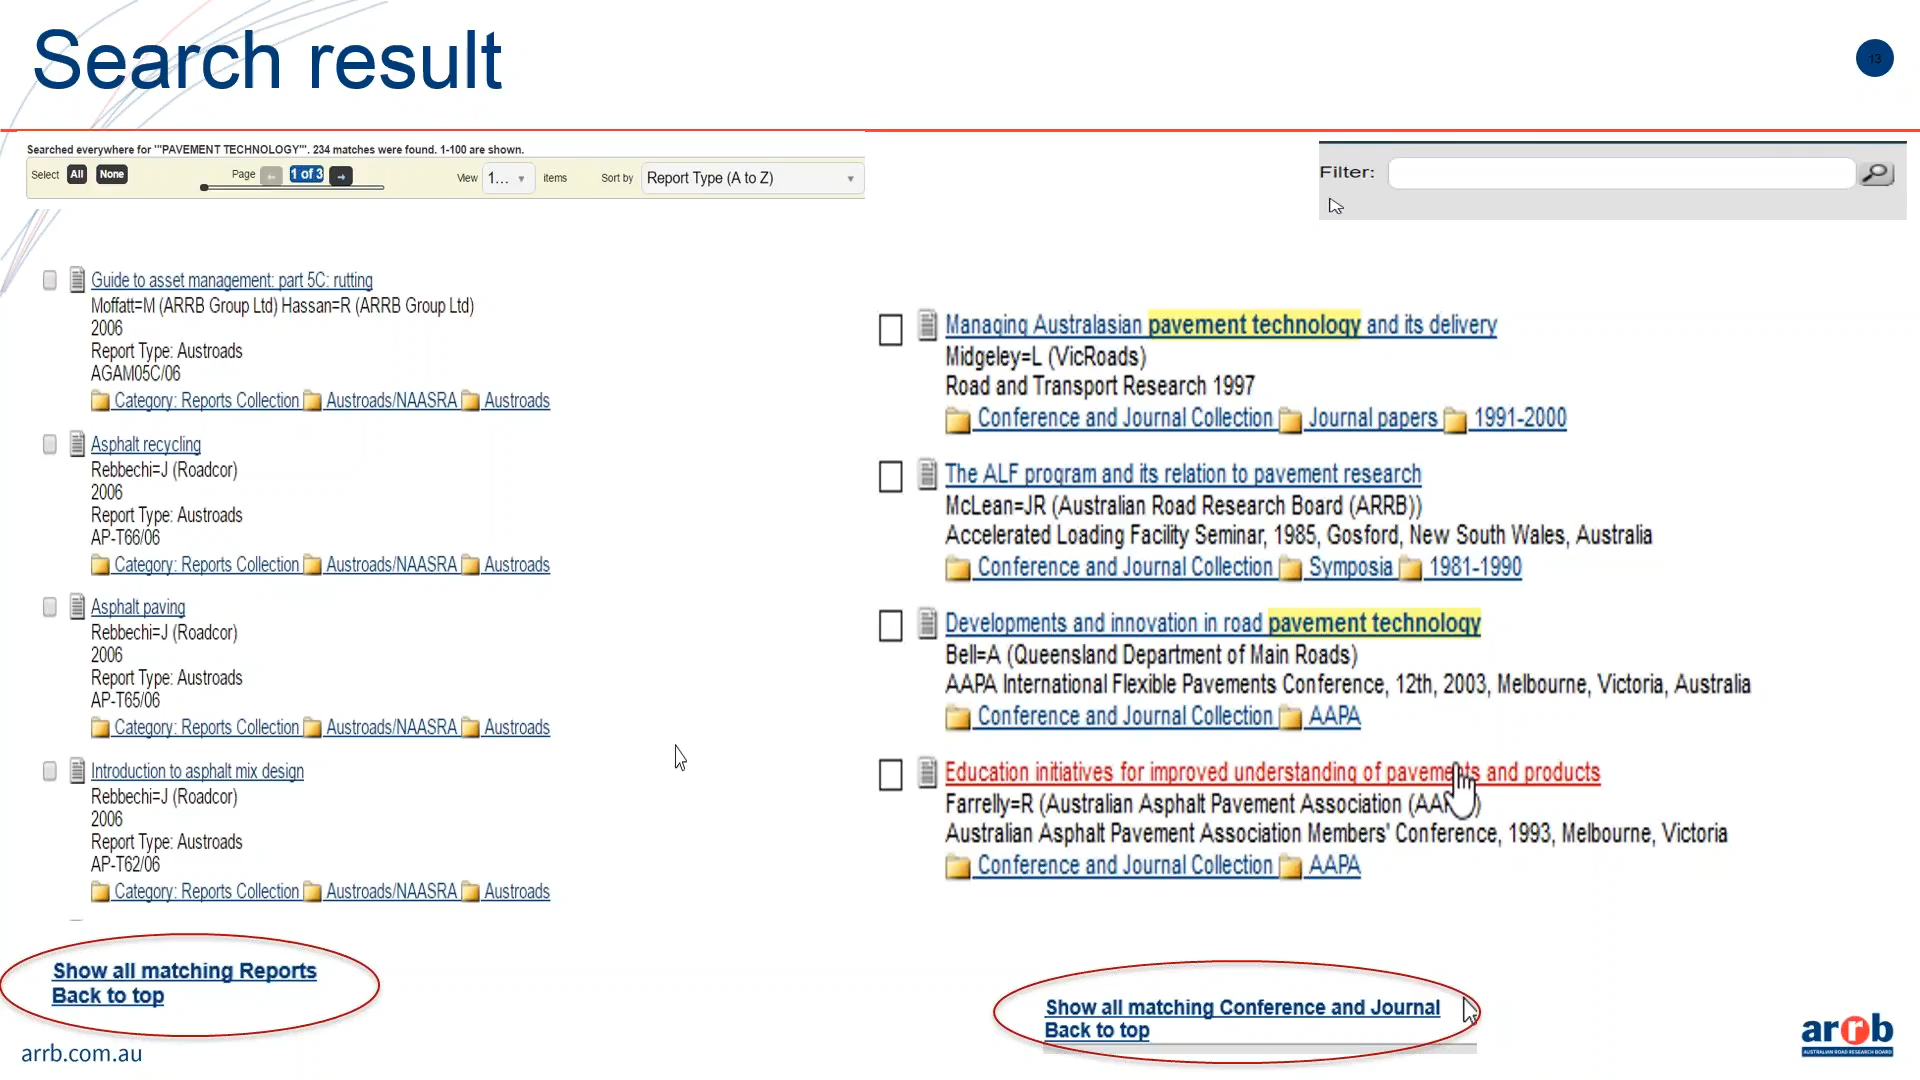 Search result
13
Searched everywhere for '"PAVEMENT TECHNOLOGY"'. 234 matches were found. 1-100 are shown.
Select All None Page ← 1 of 3 → View 1... items Sort by Report Type (A to Z)
Filter:
Guide to asset management: part 5C: rutting
Moffatt=M (ARRB Group Ltd) Hassan=R (ARRB Group Ltd)
2006
Report Type: Austroads
AGAM05C/06
Category: Reports Collection Austroads/NAASRA Austroads
Asphalt recycling
Rebbechi=J (Roadcor)
2006
Report Type: Austroads
AP-T66/06
Category: Reports Collection Austroads/NAASRA Austroads
Asphalt paving
Rebbechi=J (Roadcor)
2006
Report Type: Austroads
AP-T65/06
Category: Reports Collection Austroads/NAASRA Austroads
Introduction to asphalt mix design
Rebbechi=J (Roadcor)
2006
Report Type: Austroads
AP-T62/06
Category: Reports Collection Austroads/NAASRA Austroads
Show all matching Reports
Back to top
Managing Australasian pavement technology and its delivery
Midgeley=L (VicRoads)
Road and Transport Research 1997
Conference and Journal Collection Journal papers 1991-2000
The ALF program and its relation to pavement research
McLean=JR (Australian Road Research Board (ARRB))
Accelerated Loading Facility Seminar, 1985, Gosford, New South Wales, Australia
Conference and Journal Collection Symposia 1981-1990
Developments and innovation in road pavement technology
Bell=A (Queensland Department of Main Roads)
AAPA International Flexible Pavements Conference, 12th, 2003, Melbourne, Victoria, Australia
Conference and Journal Collection AAPA
Education initiatives for improved understanding of pavements and products
Farrelly=R (Australian Asphalt Pavement Association (AAPA))
Australian Asphalt Pavement Association Members' Conference, 1993, Melbourne, Victoria
Conference and Journal Collection AAPA
Show all matching Conference and Journal
Back to top
arrb.com.au
arrb
AUSTRALIAN ROAD RESEARCH BOARD